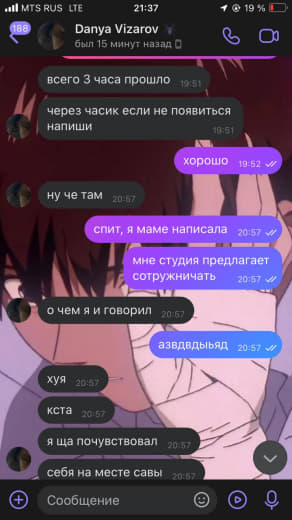 MTS RUS LTE 21:37 19 %
188
Danya Vizarov
был 15 минут назад
всего 3 часа прошло 19:51
через часик если не появиться
напиши 19:51
хорошо 19:52
ну че там 20:57
спит, я маме написала 20:57
мне студия предлагает
сотружничать 20:57
о чем я и говорил 20:57
азвдвдыьяд 20:57
хуя 20:57
кста 20:57
я ща почувствовал 20:57
себя на месте савы 20:57
Сообщение